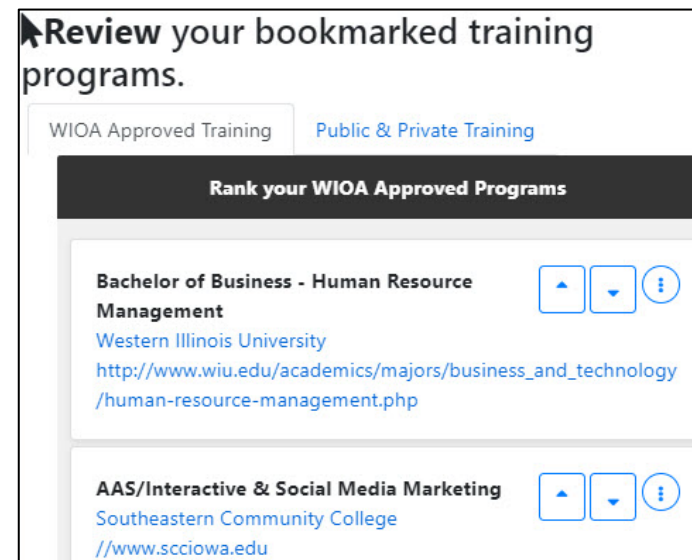 Review your bookmarked training
programs.
WIOA Approved Training Public & Private Training
Rank your WIOA Approved Programs
Bachelor of Business - Human Resource
Management
Western Illinois University
http://www.wiu.edu/academics/majors/business_and_technology
/human-resource-management.php
AAS/Interactive & Social Media Marketing
Southeastern Community College
//www.scciowa.edu